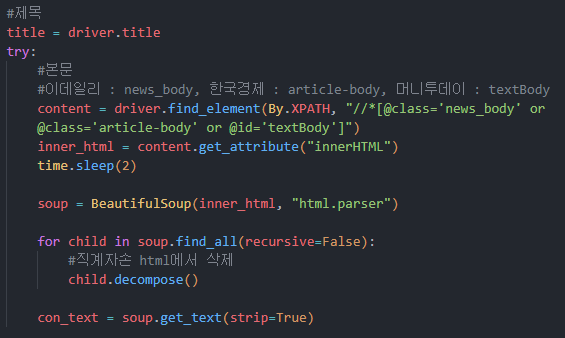 #제목
title = driver.title
try:
    #본문
    #이데일리 : news_body, 한국경제 : article-body, 머니투데이 : textBody
    content = driver.find_element(By.XPATH, "//*[@class='news_body' or
    @class='article-body' or @id='textBody']")
    inner_html = content.get_attribute("innerHTML")
    time.sleep(2)

    soup = BeautifulSoup(inner_html, "html.parser")

    for child in soup.find_all(recursive=False):
        #직계자손 html에서 삭제
        child.decompose()

    con_text = soup.get_text(strip=True)